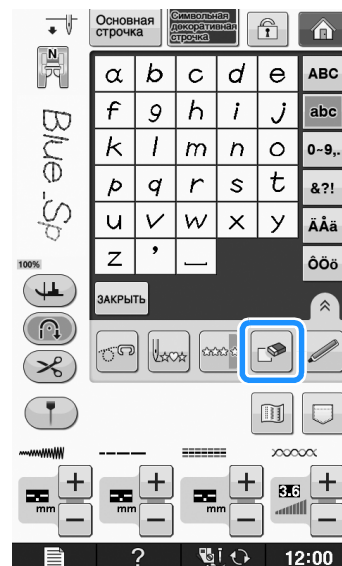 Основная
строчка
Символьная
декоративная
строчка
N
Blue_Sp
100%
a b c d e
f g h i j
k l m n o
p q r s t
u v w x y
z ' _
ABC
abc
0~9,.
&?!
ÄÅä
ÔÖö
ЗАКРЫТЬ
mm
mm
mm
3.6
?
12:00